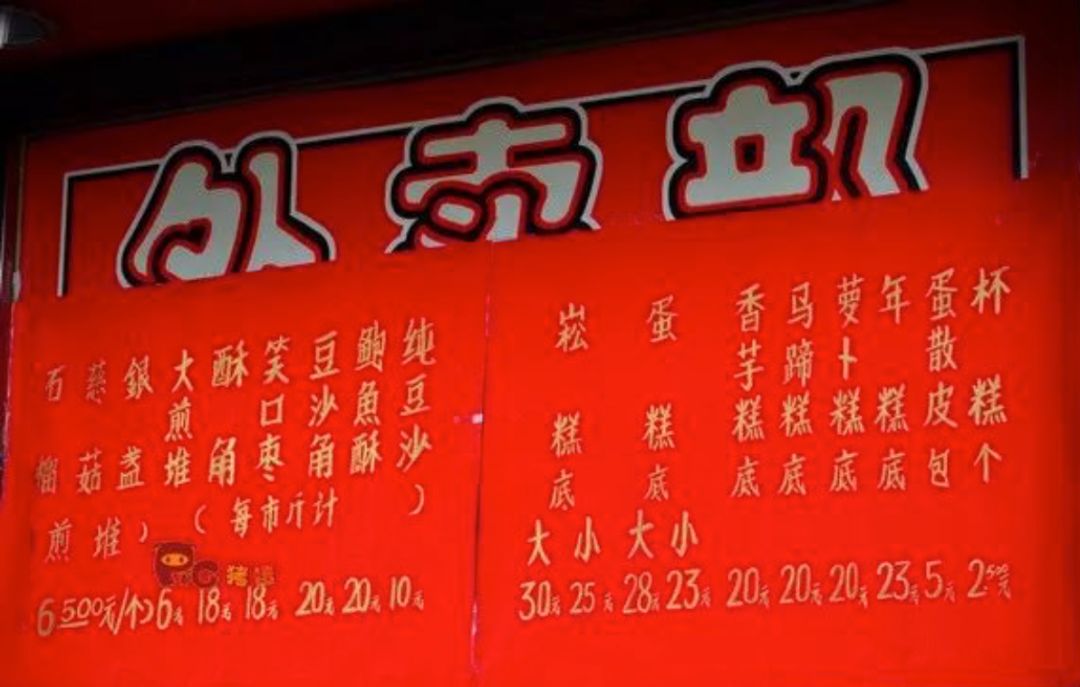 外卖部
石榴
慈菇
銀盏
大煎堆
酥角
笑口枣
豆沙角
鲍魚酥
纯豆沙
煎堆）
（每市斤计）
6元 18元 18元 20元 20元 10元
崧糕底
蛋糕底
香芋糕底
马蹄糕底
萝卜糕底
年糕底
蛋散皮包
杯糕个
大 小 大 小
30元 25元 28元 23元 20元 20元 20元 23元 5元 2.50元